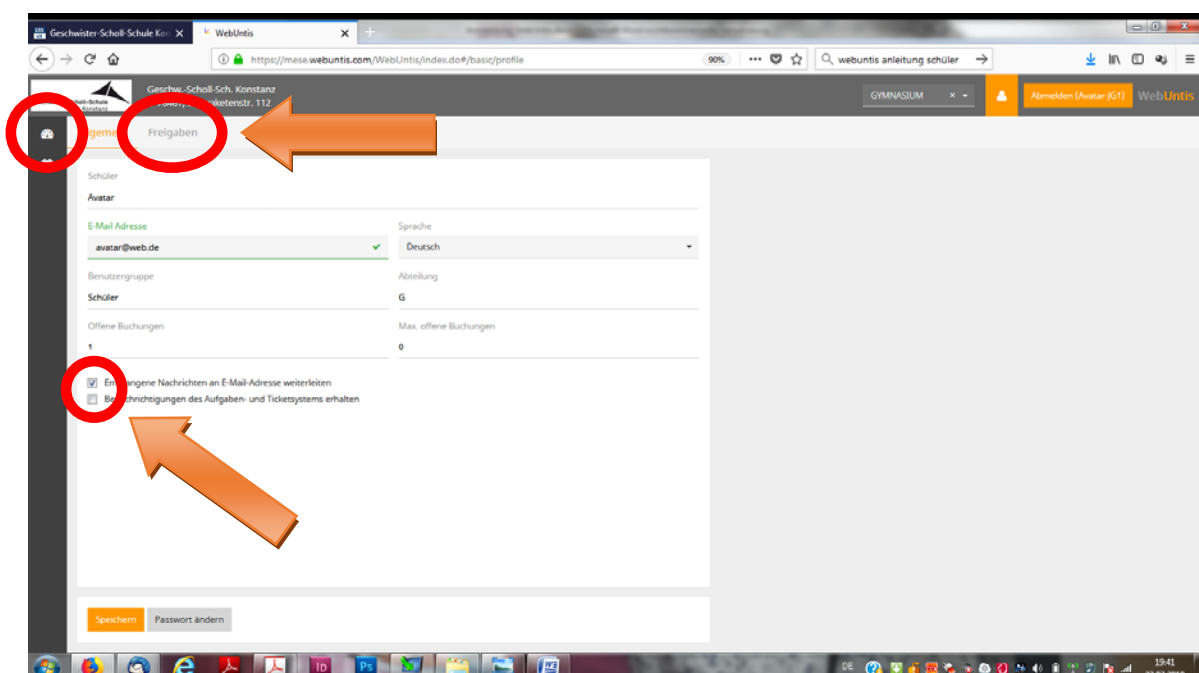 Geschwister-Scholl-Schule Kon X WebUntis X +
https://mese.webuntis.com/WebUntis/index.do#/basic/profile 90% webuntis anleitung schüler
Geschw.-Scholl-Sch. Konstanz
112
GYMNASIUM Abmelden (Avatar-JG1) WebUntis
Freigaben
Schüler
Avatar
E-Mail Adresse Sprache
avatar@web.de Deutsch
Benutzergruppe Abteilung
Schüler G
Offene Buchungen Max. offene Buchungen
1 0
Nachrichten an E-Mail-Adresse weiterleiten
des Aufgaben- und Ticketsystems erhalten
Speichern Passwort ändern
DE 19:41